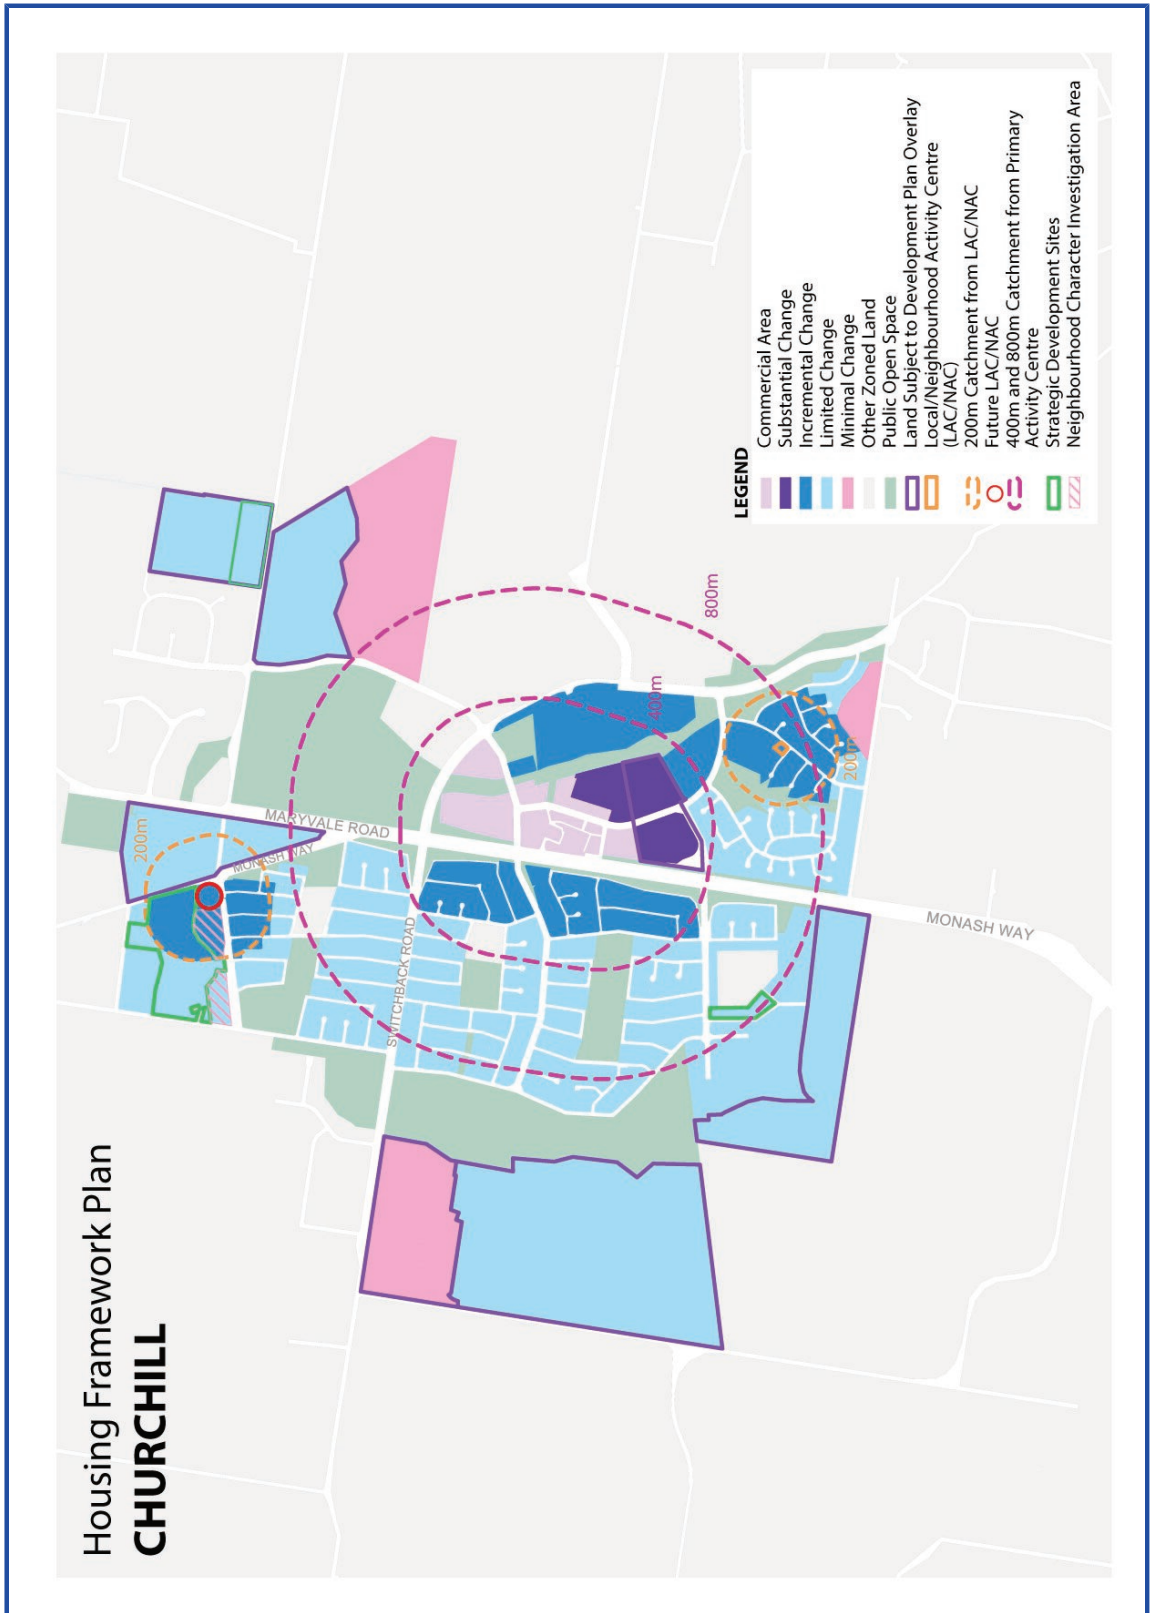 Housing Framework Plan
CHURCHILL
200m
MARYVALE ROAD
MONASH WAY
SWITCHBACK ROAD
400m
800m
200m
MONASH WAY
LEGEND
Commercial Area
Substantial Change
Incremental Change
Limited Change
Minimal Change
Other Zoned Land
Public Open Space
Land Subject to Development Plan Overlay
Local/Neighbourhood Activity Centre
(LAC/NAC)
200m Catchment from LAC/NAC
Future LAC/NAC
400m and 800m Catchment from Primary
Activity Centre
Strategic Development Sites
Neighbourhood Character Investigation Area